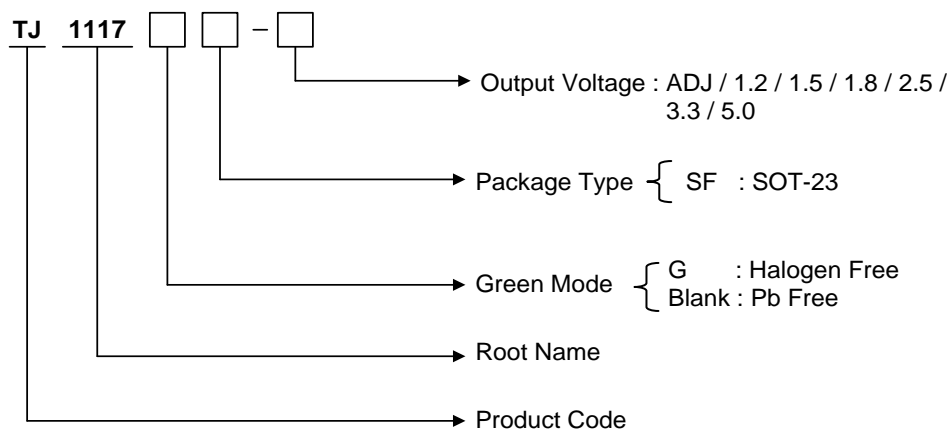 TJ 1117 –
Output Voltage : ADJ / 1.2 / 1.5 / 1.8 / 2.5 /
3.3 / 5.0
Package Type { SF : SOT-23
Green Mode { G : Halogen Free
Blank : Pb Free
Root Name
Product Code